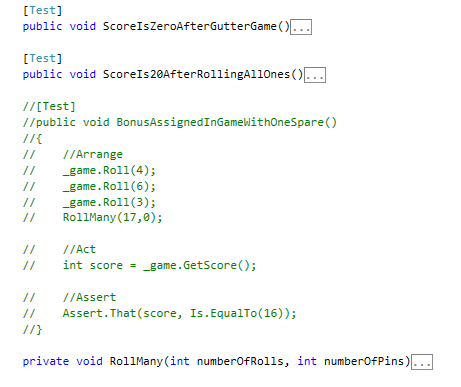 [Test]
public void ScoreIsZeroAfterGutterGame()...
[Test]
public void ScoreIs20AfterRollingAllOnes()...
//[Test]
//public void BonusAssignedInGameWithOneSpare()
//{
//    //Arrange
//    _game.Roll(4);
//    _game.Roll(6);
//    _game.Roll(3);
//    RollMany(17,0);
//    //Act
//    int score = _game.GetScore();
//    //Assert
//    Assert.That(score, Is.EqualTo(16));
//}
private void RollMany(int numberOfRolls, int numberOfPins)...